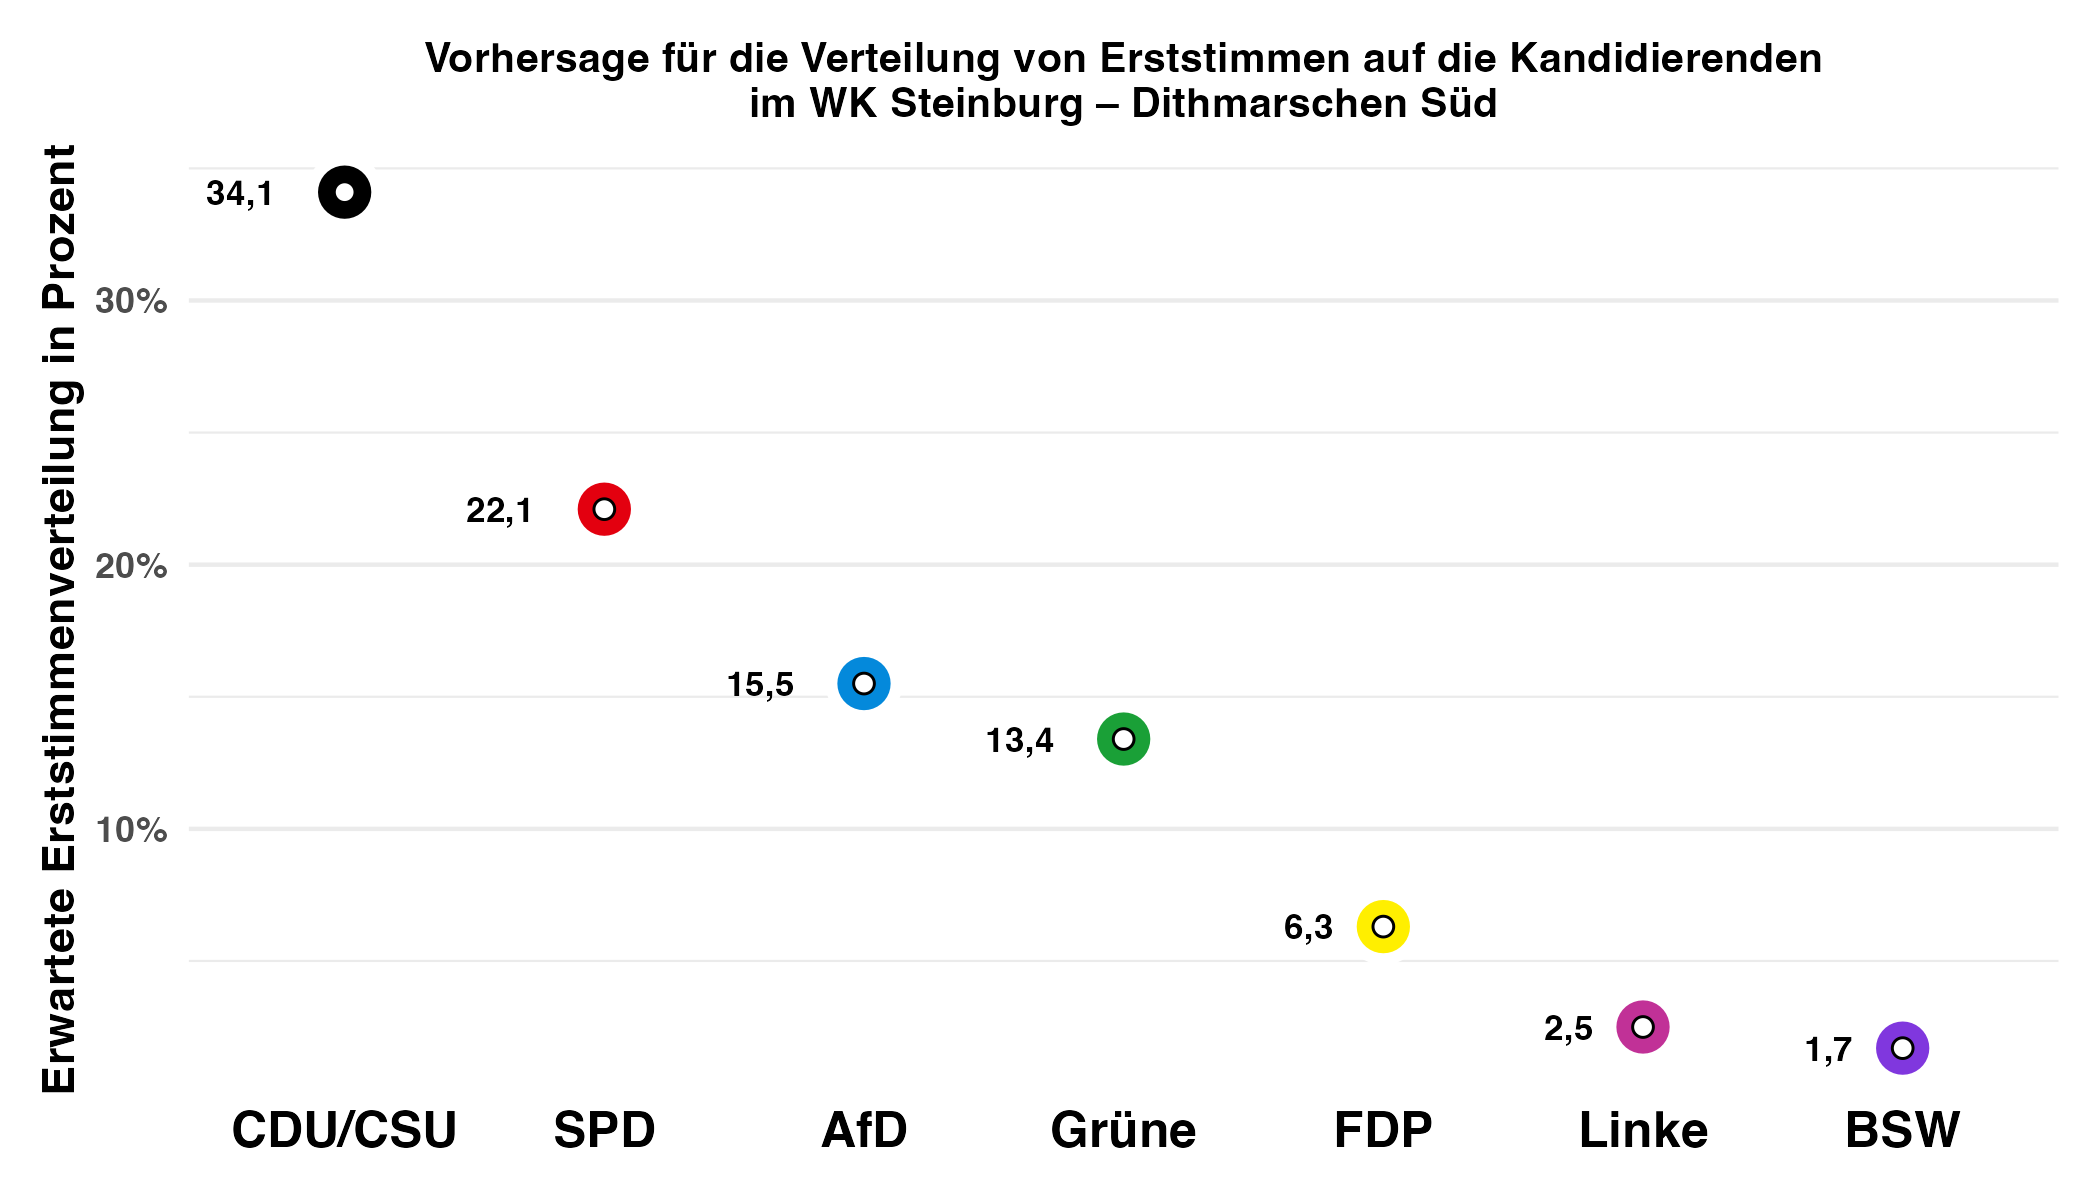 Vorhersage für die Verteilung von Erststimmen auf die Kandidierenden
im WK Steinburg – Dithmarschen Süd
Erwartete Erststimmenverteilung in Prozent
34,1
30%
22,1
20%
15,5
13,4
10%
6,3
2,5
1,7
CDU/CSU SPD AfD Grüne FDP Linke BSW